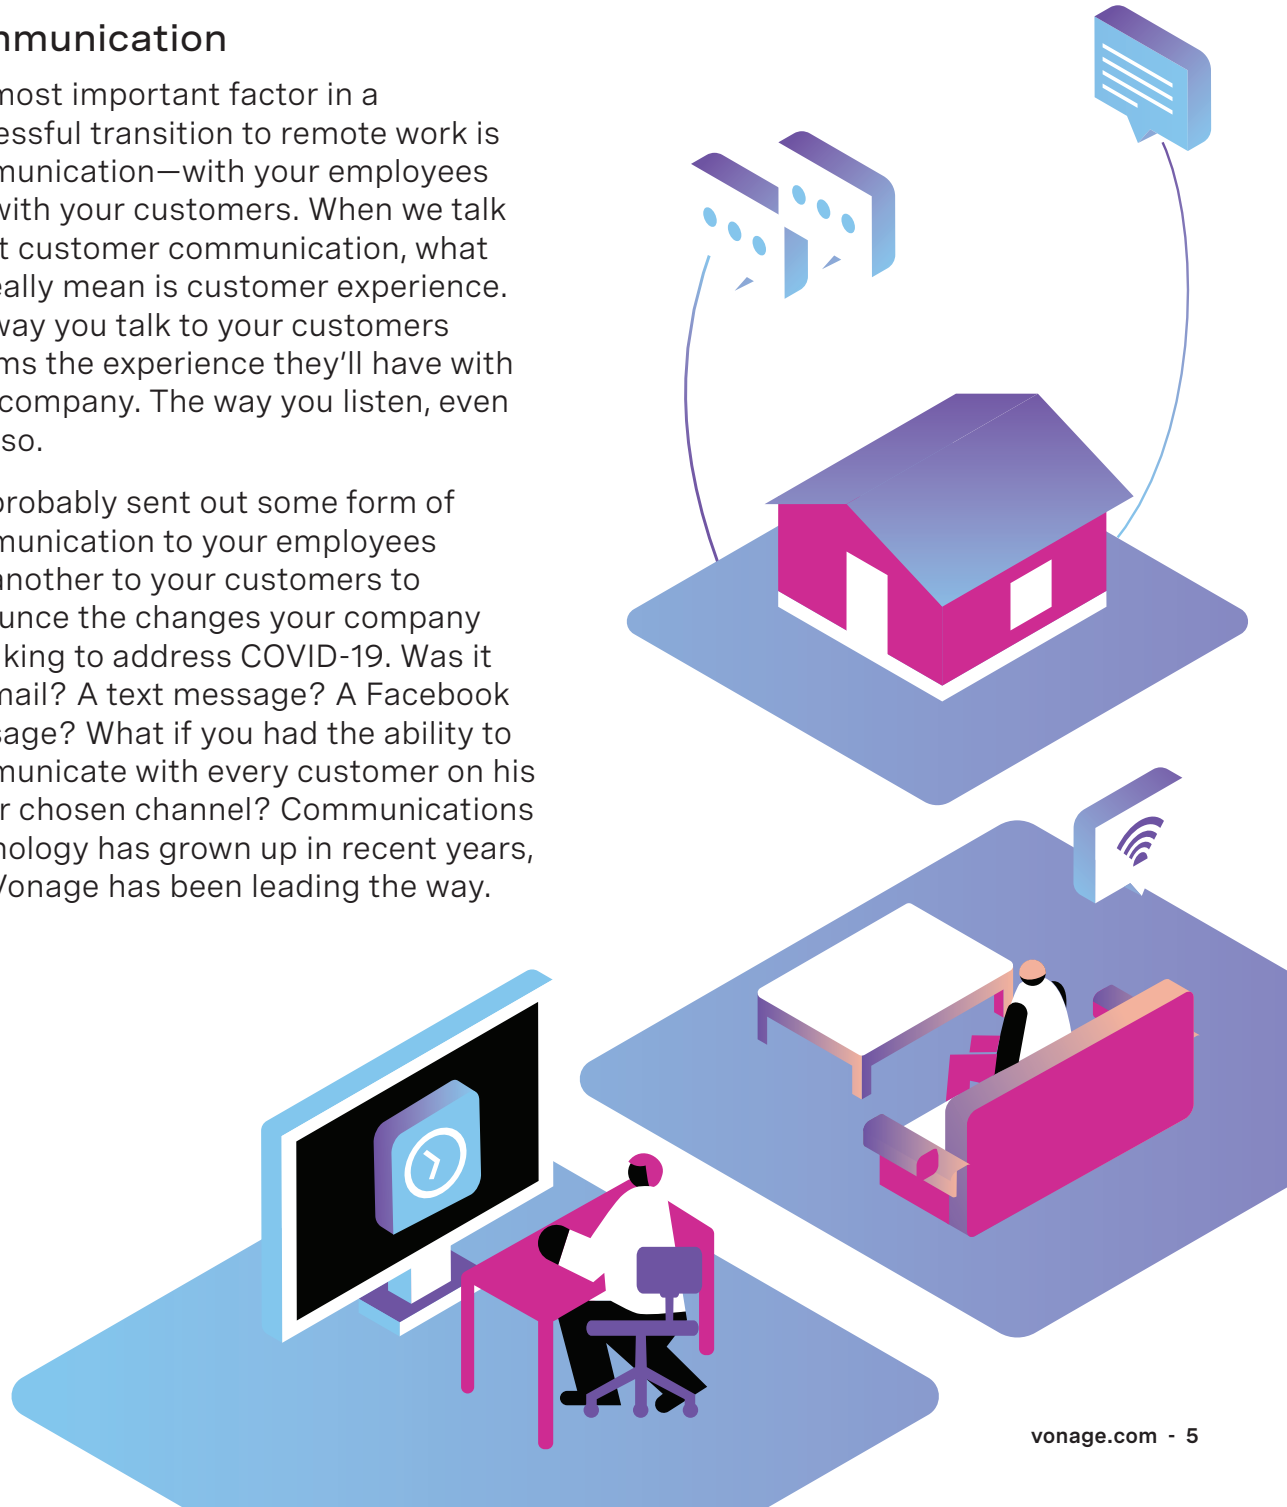 nmunication
most important factor in a
essful transition to remote work is
munication—with your employees
with your customers. When we talk
t customer communication, what
eally mean is customer experience.
way you talk to your customers
ms the experience they'll have with
company. The way you listen, even
so.
probably sent out some form of
munication to your employees
another to your customers to
unce the changes your company
king to address COVID-19. Was it
mail? A text message? A Facebook
sage? What if you had the ability to
municate with every customer on his
r chosen channel? Communications
nology has grown up in recent years,
Vonage has been leading the way.
vonage.com - 5